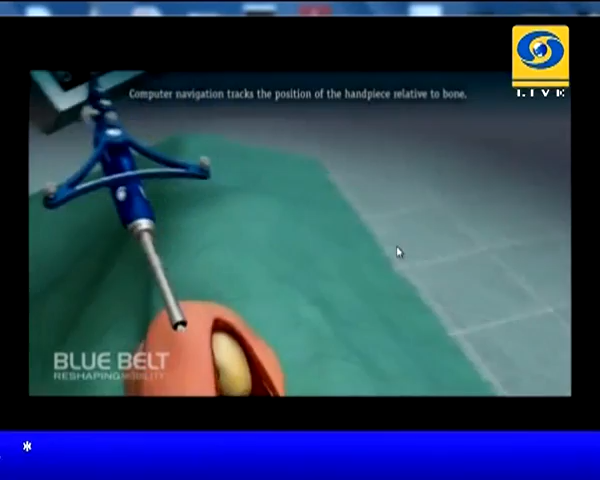 LIVE
Computer navigation tracks the position of the handpiece relative to bone.
BLUE BELT
RESHAPING MOBILITY
*